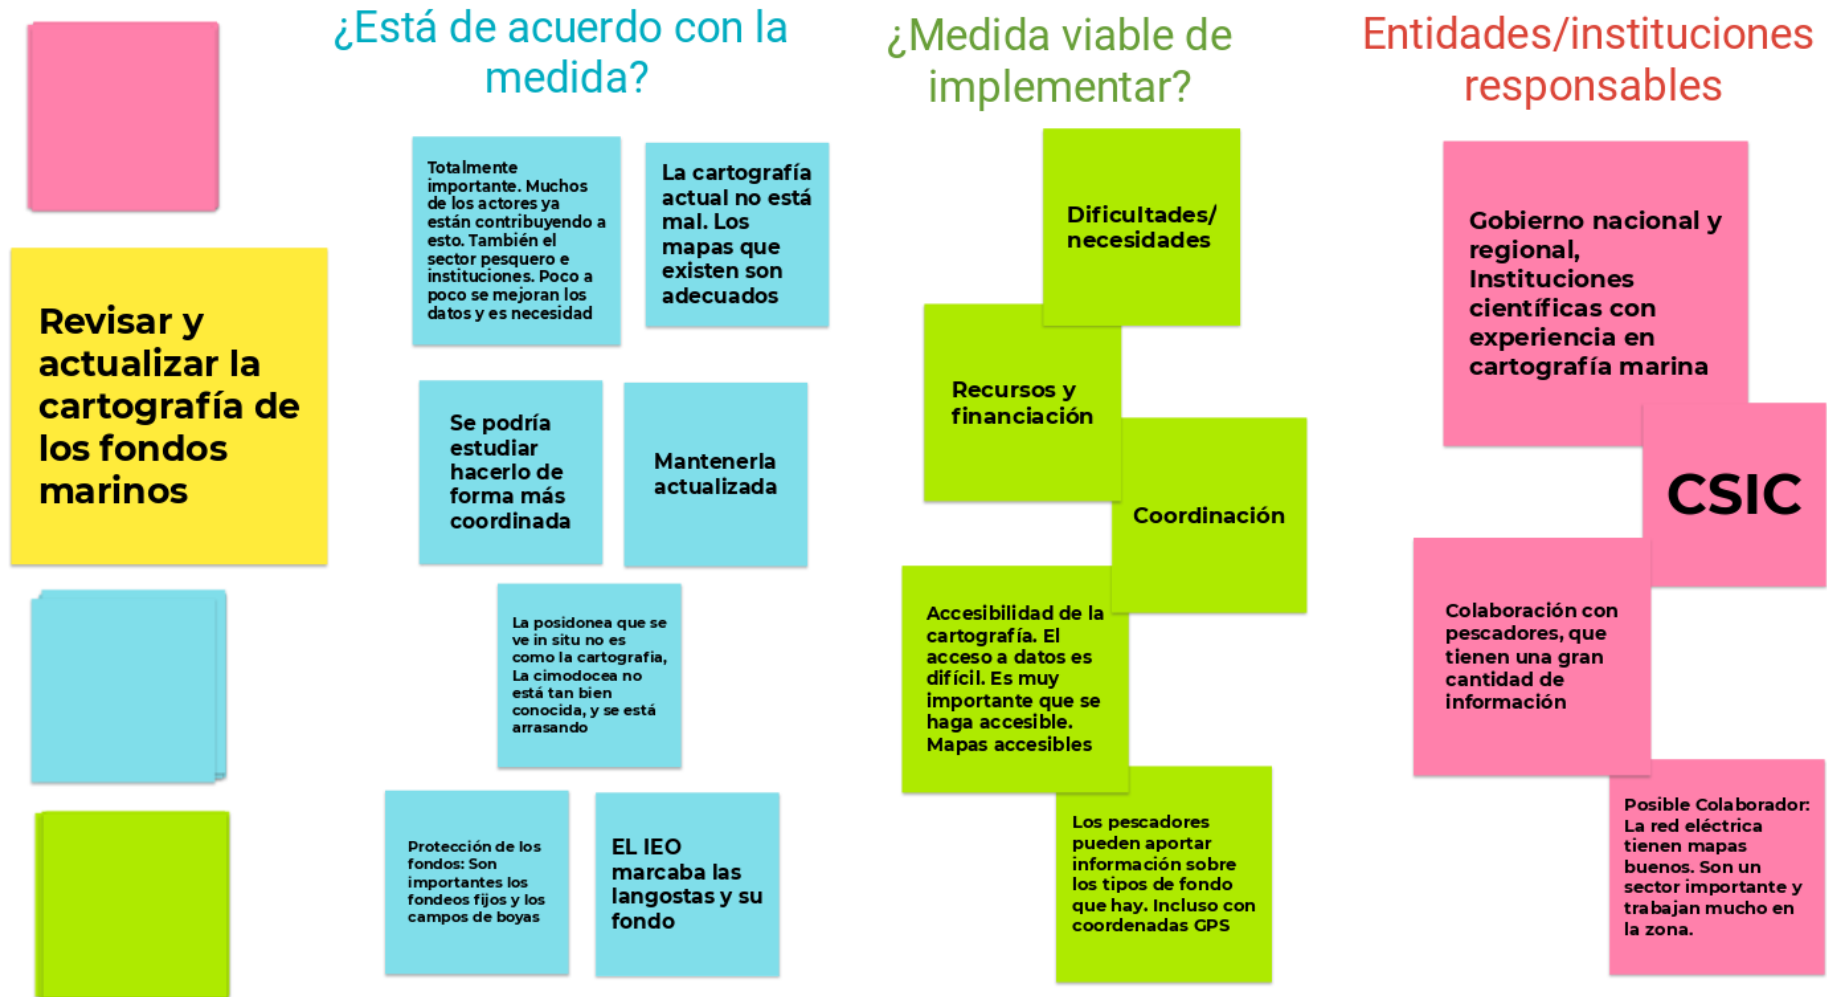 ¿Está de acuerdo con la
medida?
¿Medida viable de
implementar?
Entidades/instituciones
responsables
Revisar y
actualizar la
cartografía de
los fondos
marinos
Totalmente
importante. Muchos
de los actores ya
están contribuyendo a
esto. También el
sector pesquero e
instituciones. Poco a
poco se mejoran los
datos y es necesidad
La cartografía
actual no está
mal. Los
mapas que
existen son
adecuados
Se podría
estudiar
hacerlo de
forma más
coordinada
Mantenerla
actualizada
La posidonea que se
ve in situ no es
como la cartografia,
La cimodocea no
está tan bien
conocida, y se está
arrasando
Protección de los
fondos: Son
importantes los
fondeos fijos y los
campos de boyas
EL IEO
marcaba las
langostas y su
fondo
Dificultades/
necesidades
Recursos y
financiación
Coordinación
Accesibilidad de la
cartografía. El
acceso a datos es
difícil. Es muy
importante que se
haga accesible.
Mapas accesibles
Los pescadores
pueden aportar
información sobre
los tipos de fondo
que hay. Incluso con
coordenadas GPS
Gobierno nacional y
regional,
Instituciones
científicas con
experiencia en
cartografía marina
CSIC
Colaboración con
pescadores, que
tienen una gran
cantidad de
información
Posible Colaborador:
La red eléctrica
tienen mapas
buenos. Son un
sector importante y
trabajan mucho en
la zona.